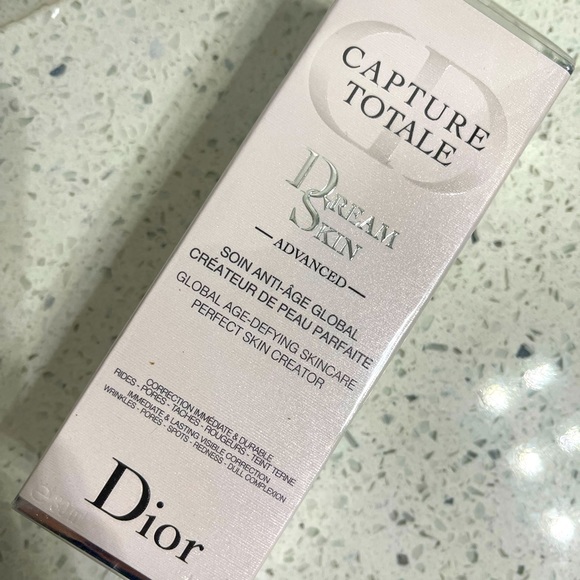 CAPTURE
TOTALE
DREAM
SKIN
— ADVANCED —
SOIN ANTI-ÂGE GLOBAL
CRÉATEUR DE PEAU PARFAITE
GLOBAL AGE-DEFYING SKINCARE
PERFECT SKIN CREATOR
CORRECTION IMMÉDIATE & DURABLE
RIDES - PORES - TACHES - ROUGEURS - TEINT TERNE
IMMEDIATE & LASTING VISIBLE CORRECTION
WRINKLES - PORES - SPOTS - REDNESS - DULL COMPLEXION
Dior